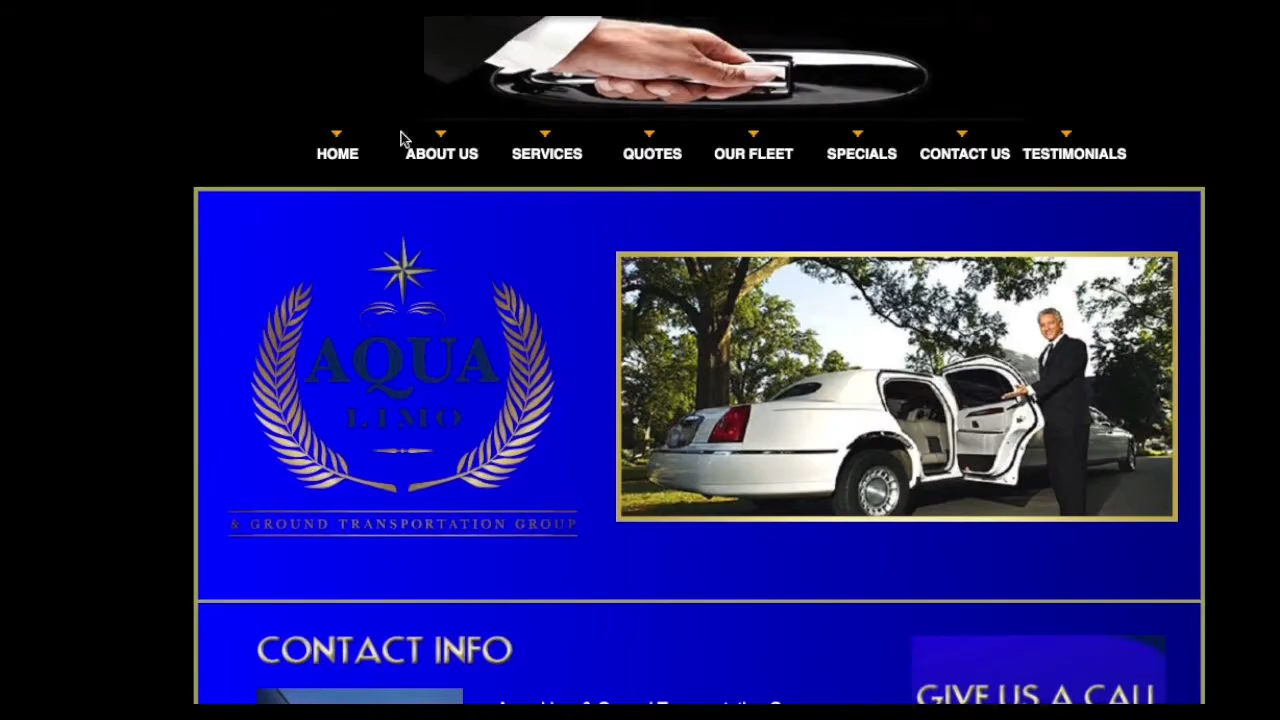 HOME ABOUT US SERVICES QUOTES OUR FLEET SPECIALS CONTACT US TESTIMONIALS
AQUA
LIMO
& GROUND TRANSPORTATION GROUP
CONTACT INFO
GIVE US A CALL